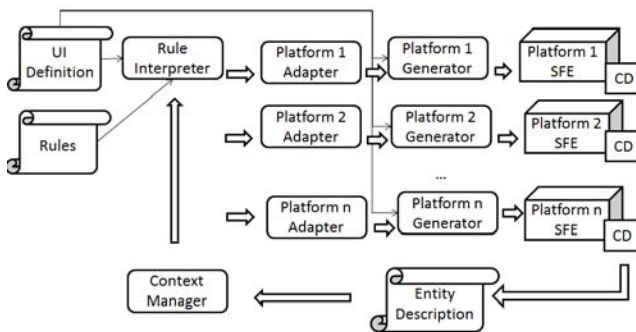 UI
Definition
Rule
Interpreter
Platform 1
Adapter
Platform 1
Generator
Platform 1
SFE
CD
Rules
Platform 2
Adapter
Platform 2
Generator
Platform 2
SFE
CD
...
Platform n
Adapter
Platform n
Generator
Platform n
SFE
CD
Context
Manager
Entity
Description